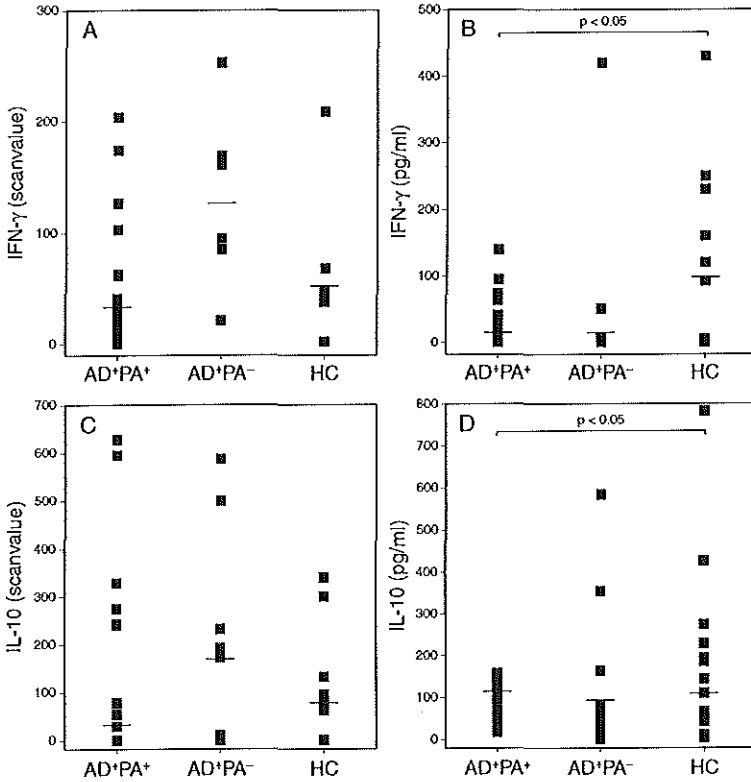 A
IFN-γ (scanvalue)
300
200
100
0
AD⁺PA⁺ AD⁺PA⁻ HC
B
p < 0.05
IFN-γ (pg/ml)
500
400
300
200
100
0
AD⁺PA⁺ AD⁺PA⁻ HC
C
IL-10 (scanvalue)
700
600
500
400
300
200
100
0
AD⁺PA⁺ AD⁺PA⁻ HC
D
p < 0.05
IL-10 (pg/ml)
800
700
600
500
400
300
200
100
0
AD⁺PA⁺ AD⁺PA⁻ HC